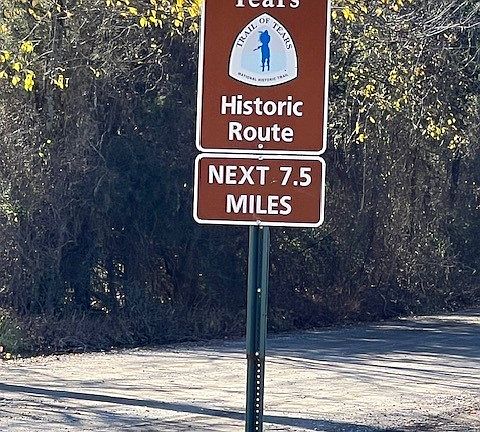 Tears
TRAIL OF TEARS
NATIONAL HISTORIC TRAIL
Historic
Route
NEXT 7.5
MILES